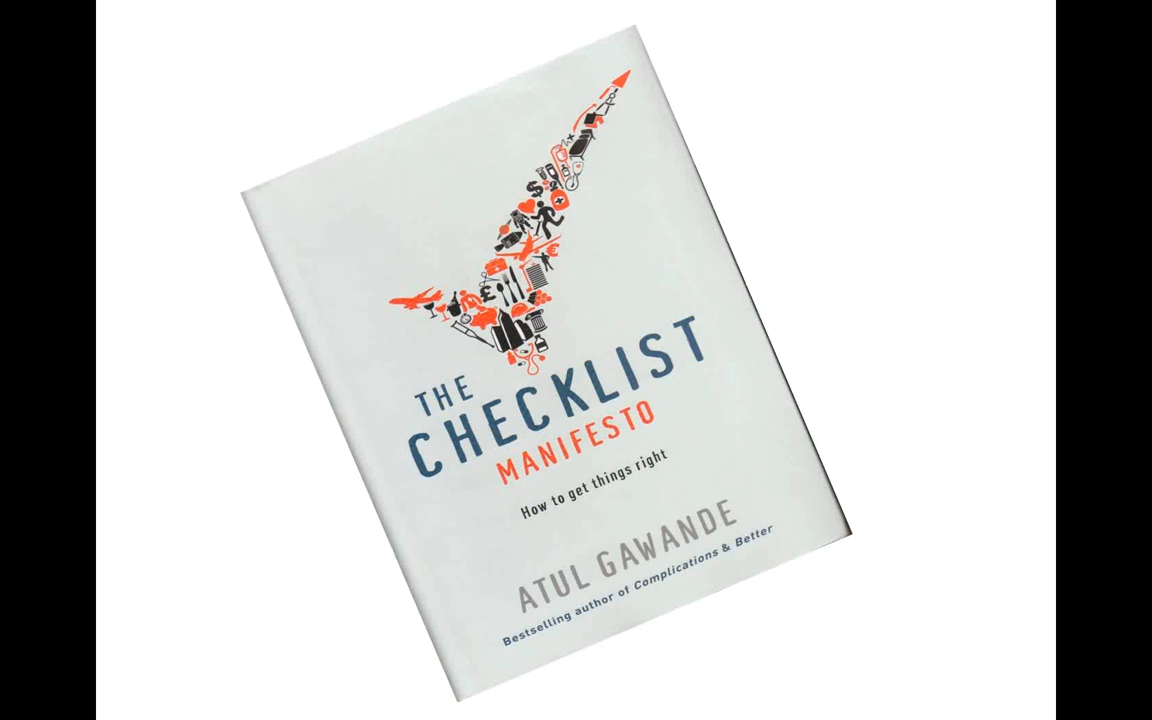 THE
CHECKLIST
MANIFESTO
How to get things right
ATUL GAWANDE
Bestselling author of Complications & Better